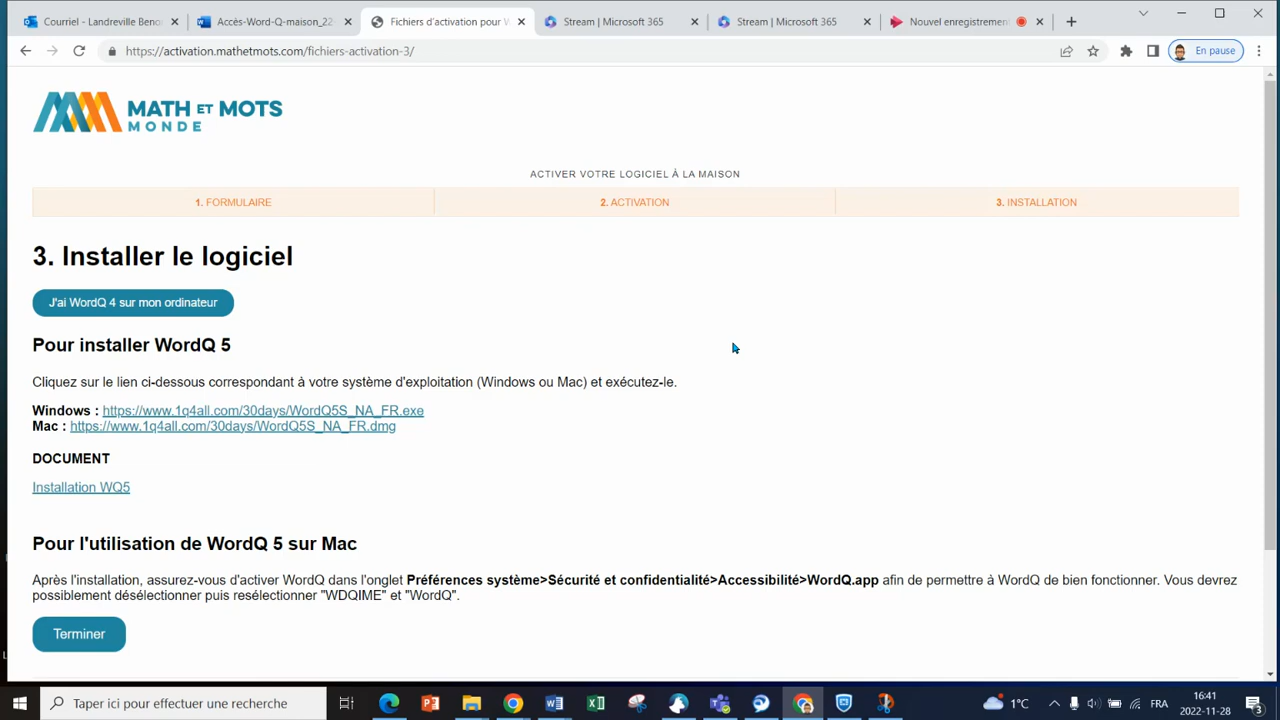 Courriel - Landreville Beno
Accès-Word-Q-maison_22
Fichiers d'activation pour W
Stream | Microsoft 365
Stream | Microsoft 365
Nouvel enregistremen
https://activation.mathetmots.com/fichiers-activation-3/
En pause
MATH ET MOTS
MONDE
ACTIVER VOTRE LOGICIEL À LA MAISON
1. FORMULAIRE
2. ACTIVATION
3. INSTALLATION
3. Installer le logiciel
J'ai WordQ 4 sur mon ordinateur
Pour installer WordQ 5
Cliquez sur le lien ci-dessous correspondant à votre système d'exploitation (Windows ou Mac) et exécutez-le.
Windows : https://www.1q4all.com/30days/WordQ5S_NA_FR.exe
Mac : https://www.1q4all.com/30days/WordQ5S_NA_FR.dmg
DOCUMENT
Installation WQ5
Pour l'utilisation de WordQ 5 sur Mac
Après l'installation, assurez-vous d'activer WordQ dans l'onglet Préférences système>Sécurité et confidentialité>Accessibilité>WordQ.app afin de permettre à WordQ de bien fonctionner. Vous devrez
possiblement désélectionner puis resélectionner "WDQIME" et "WordQ".
Terminer
Taper ici pour effectuer une recherche
1°C
FRA
16:41
2022-11-28
3